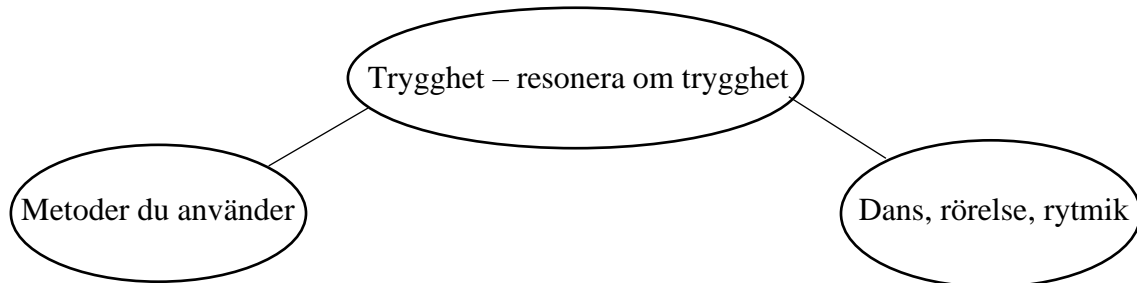 Trygghet – resonera om trygghet
Metoder du använder
Dans, rörelse, rytmik